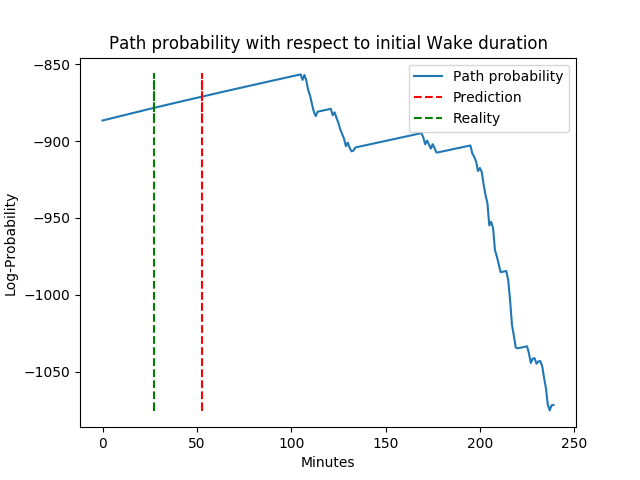 Path probability with respect to initial Wake duration
−850
−900
−950
−1000
−1050
Log-Probability
Path probability
Prediction
Reality
0
50
100
150
200
250
Minutes